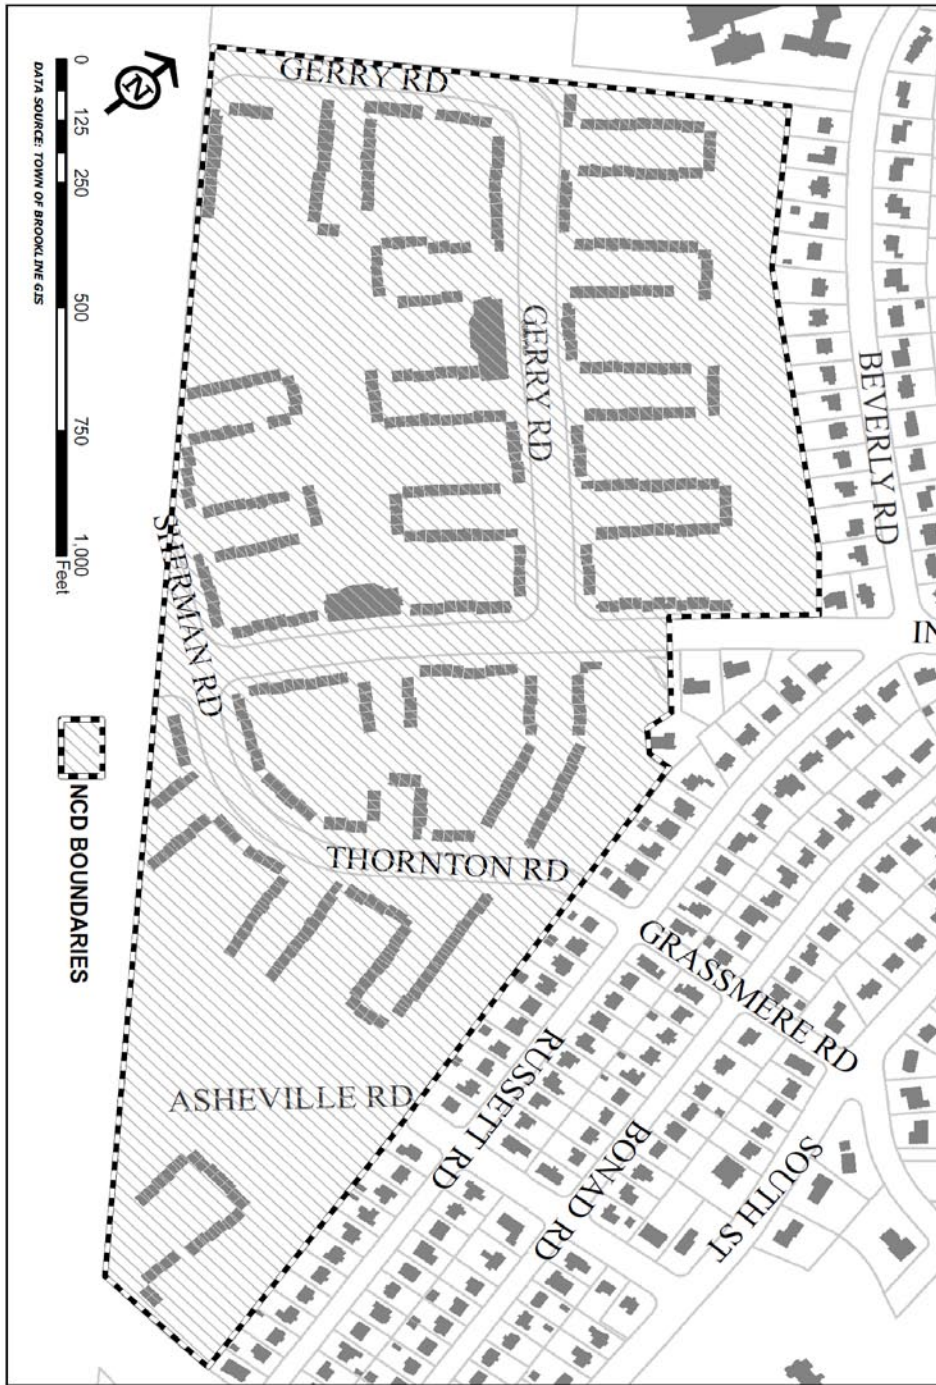 GERRY RD
N
0
125
250
500
750
1,000
Feet
DATA SOURCE: TOWN OF BROOKLINE GIS
GERRY RD
BEVERLY RD
SHERMAN RD
IN
NCD BOUNDARIES
THORNTON RD
GRASSMERE RD
RUSSETT RD
ASHEVILLE RD
BONAD RD
SOUTH ST